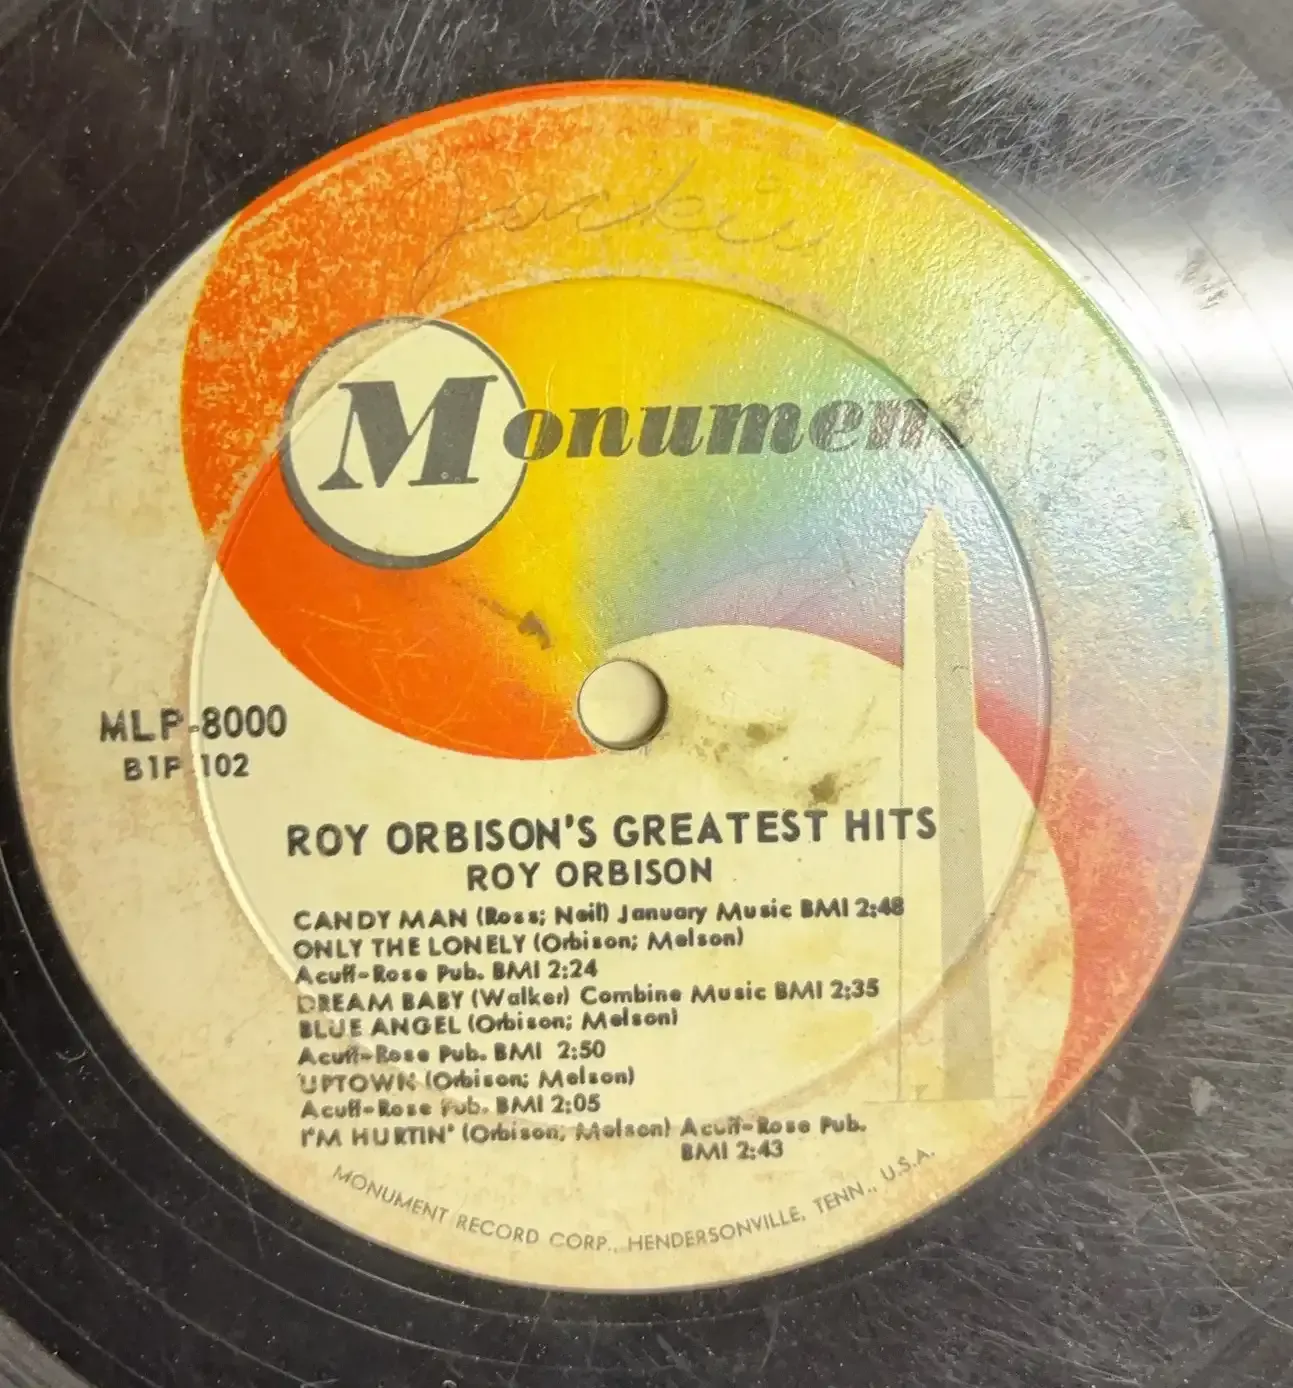 Jackie
Monument
MLP-8000
B1P 102
ROY ORBISON'S GREATEST HITS
ROY ORBISON
CANDY MAN (Ross; Neil) January Music BMI 2:48
ONLY THE LONELY (Orbison; Melson)
Acuff-Rose Pub. BMI 2:24
DREAM BABY (Walker) Combine Music BMI 2:35
BLUE ANGEL (Orbison; Melson)
Acuff-Rose Pub. BMI 2:50
UPTOWN (Orbison; Melson)
Acuff-Rose Pub. BMI 2:05
I'M HURTIN' (Orbison; Melson) Acuff-Rose Pub.
BMI 2:43
MONUMENT RECORD CORP., HENDERSONVILLE, TENN., U.S.A.